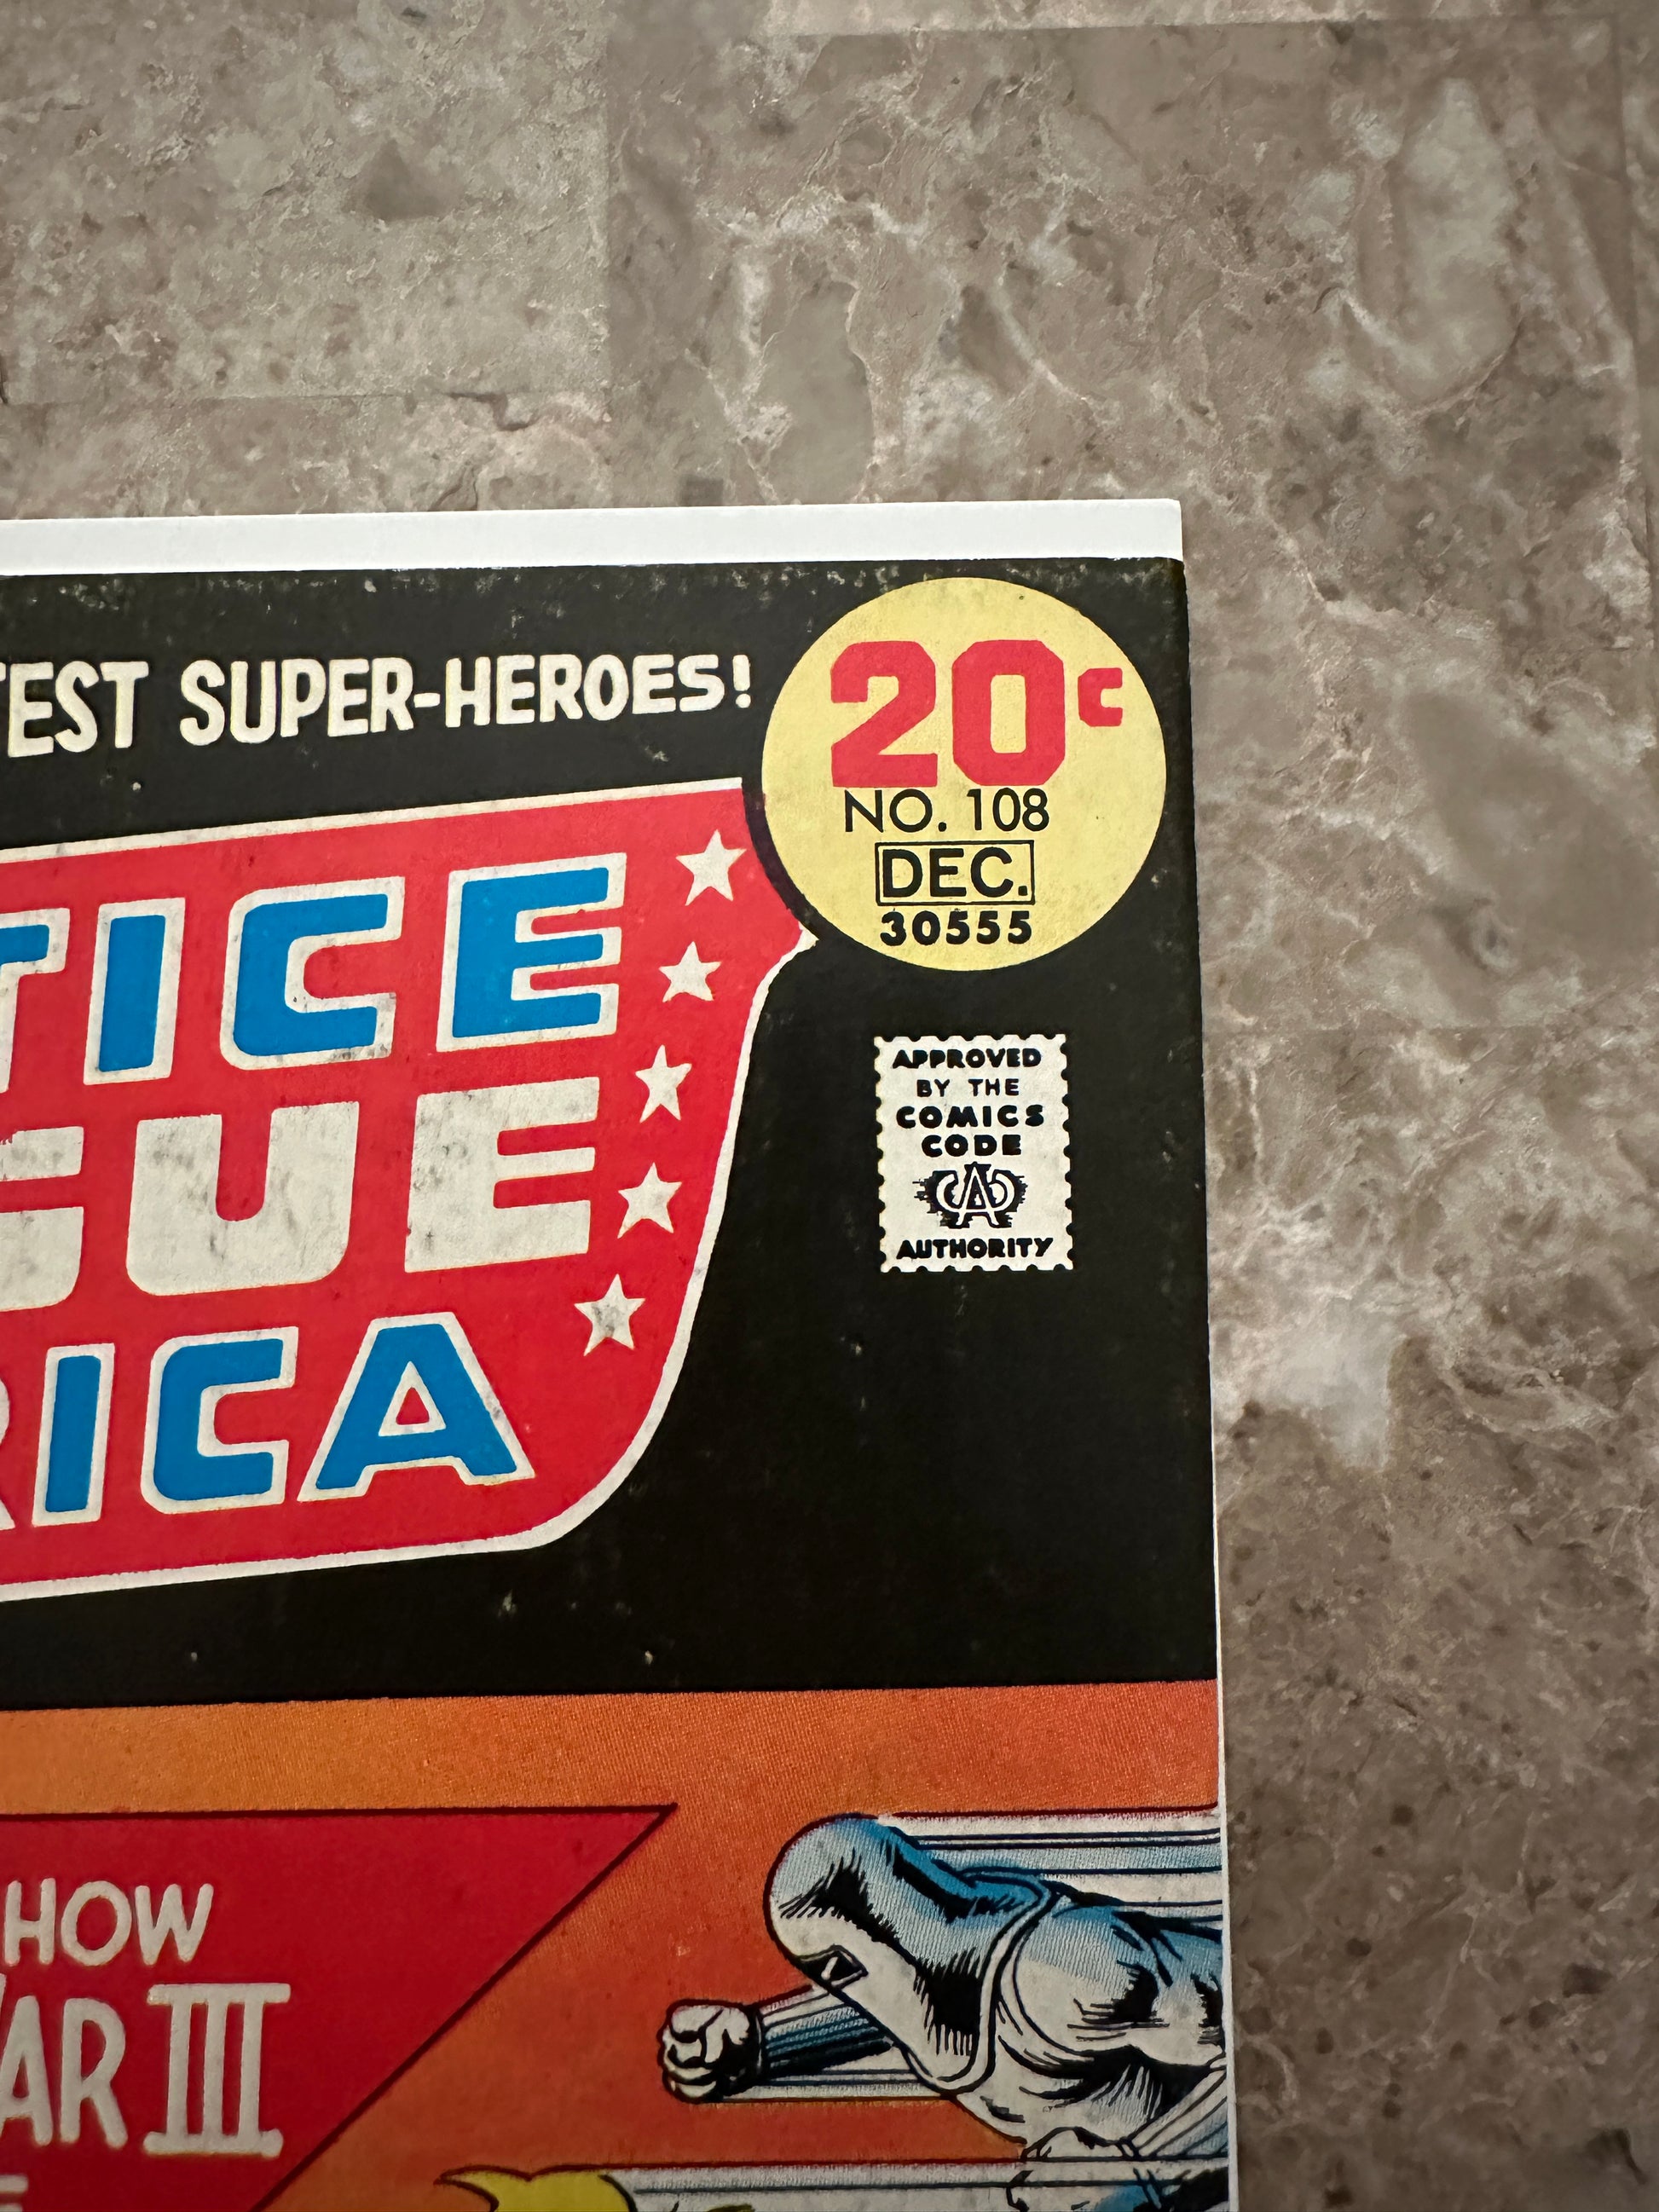 TEST SUPER-HEROES!
20¢
NO. 108
DEC.
30555
TICE
GUE
RICA
APPROVED
BY THE
COMICS
CODE
CA
AUTHORITY
HOW
AR III